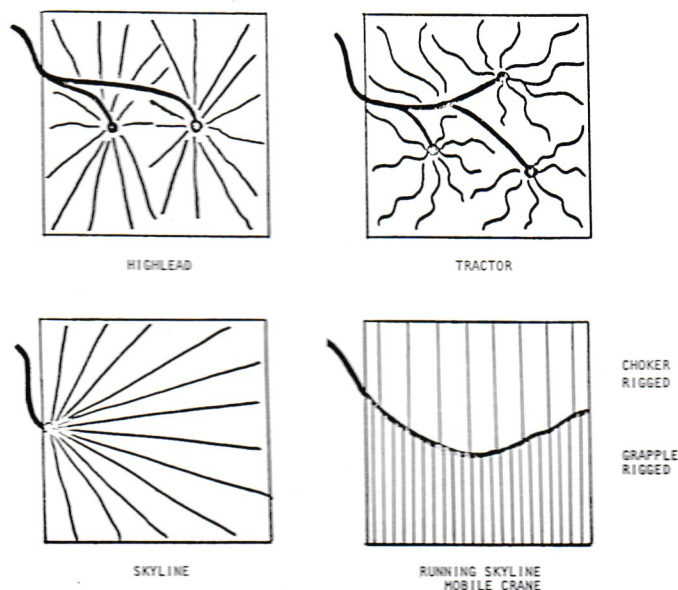 HIGHLEAD
TRACTOR
CHOKER
RIGGED
GRAPPLE
RIGGED
SKYLINE
RUNNING SKYLINE
MOBILE CRANE